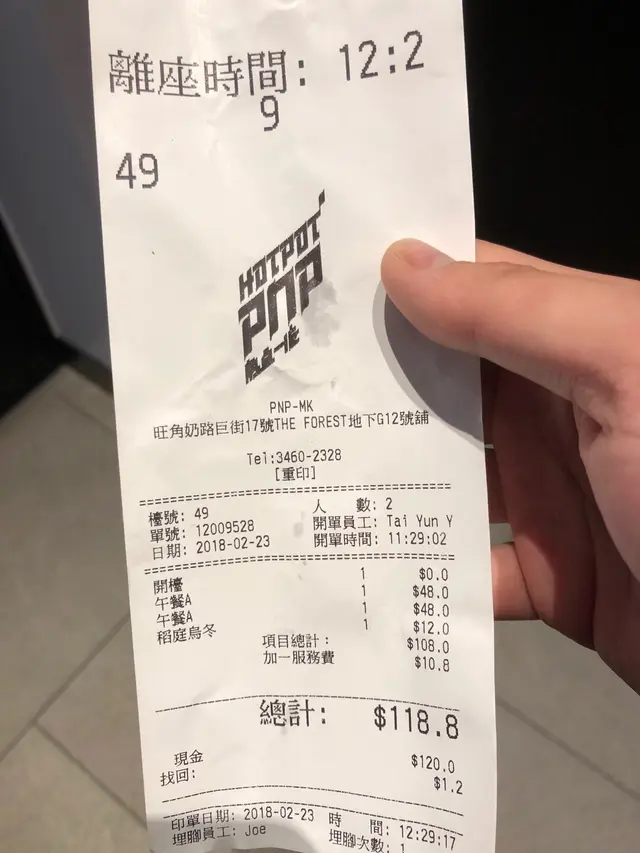 離座時間: 12:2
9
49
HOTPOT
PNP
PNP-MK
旺角奶路臣街17號THE FOREST地下G12號舖
Tel:3460-2328
[重印]
檯號: 49 人 數: 2
單號: 12009528 開單員工: Tai Yun Y
日期: 2018-02-23 開單時間: 11:29:02
開檯 1 $0.0
午餐A 1 $48.0
午餐A 1 $48.0
稻庭烏冬 1 $12.0
項目總計: $108.0
加一服務費 $10.8
總計: $118.8
現金 $120.0
找回: $1.2
印單日期: 2018-02-23 時 間: 12:29:17
埋腳員工: Joe 埋腳次數: 1